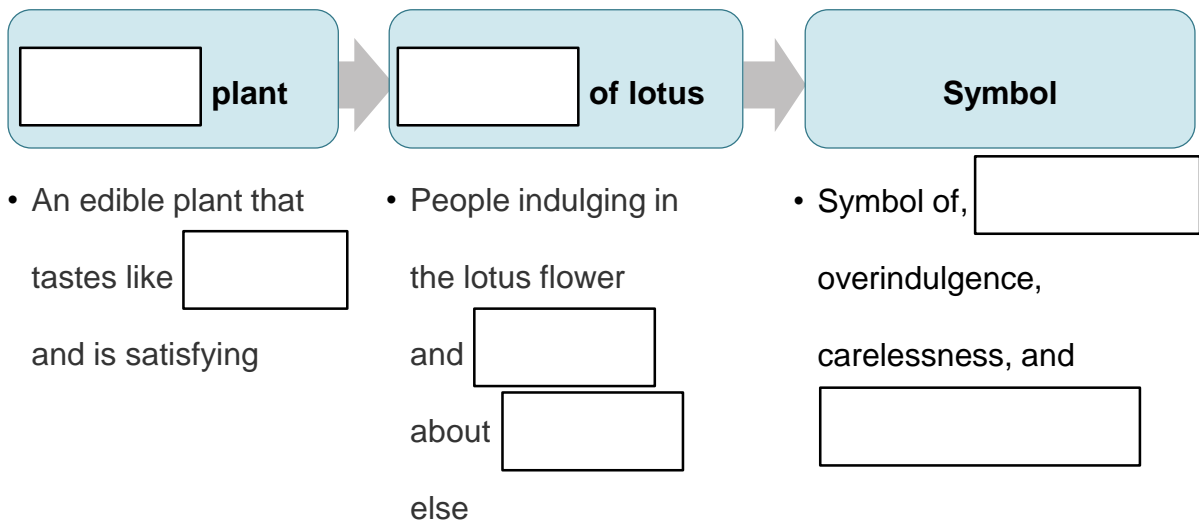 plant
of lotus
Symbol
• An edible plant that
tastes like
and is satisfying
• People indulging in
the lotus flower
and
about
else
• Symbol of,
overindulgence,
carelessness, and